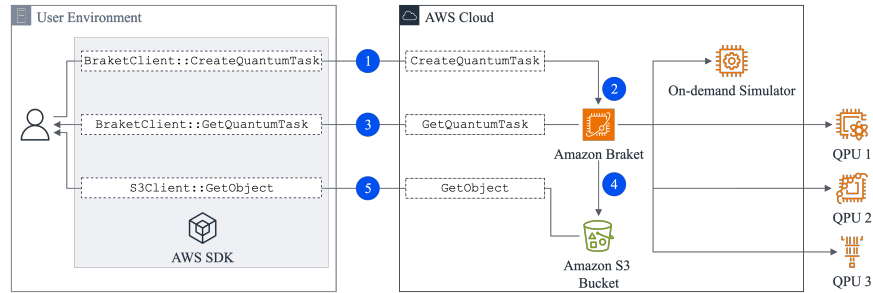 User Environment
AWS Cloud
BraketClient::CreateQuantumTask
1
CreateQuantumTask
2
On-demand Simulator
BraketClient::GetQuantumTask
3
GetQuantumTask
Amazon Braket
QPU 1
S3Client::GetObject
5
GetObject
4
QPU 2
AWS SDK
Amazon S3
Bucket
QPU 3